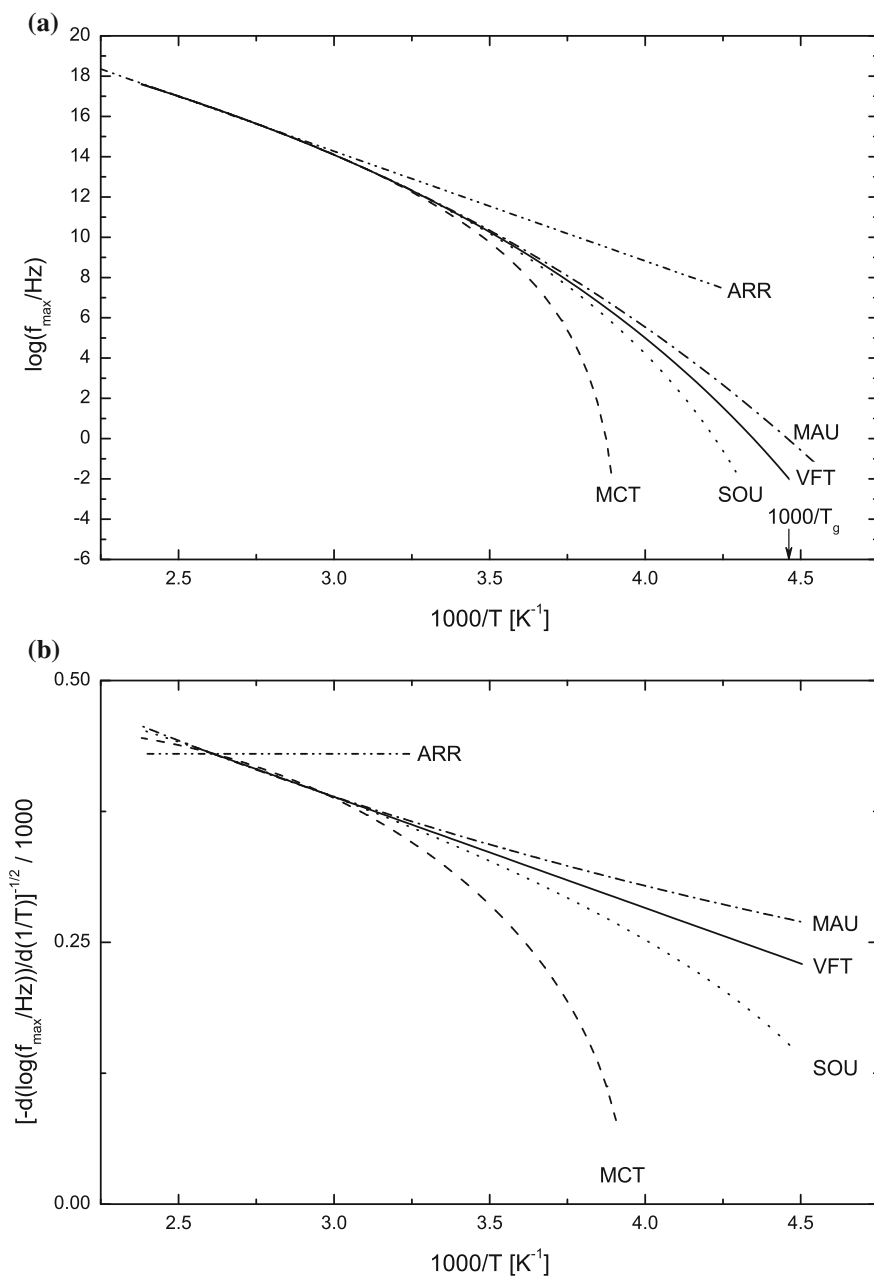 (a)
20
18
16
14
12
10
8
6
4
2
0
-2
-4
-6
log(f_max/Hz)
ARR
MAU
VFT
MCT
SOU
1000/T_g
2.5 3.0 3.5 4.0 4.5
1000/T [K^-1]
(b)
0.50
0.25
0.00
[-d(log(f_max/Hz))/d(1/T)]^-1/2 / 1000
ARR
MAU
VFT
SOU
MCT
2.5 3.0 3.5 4.0 4.5
1000/T [K^-1]